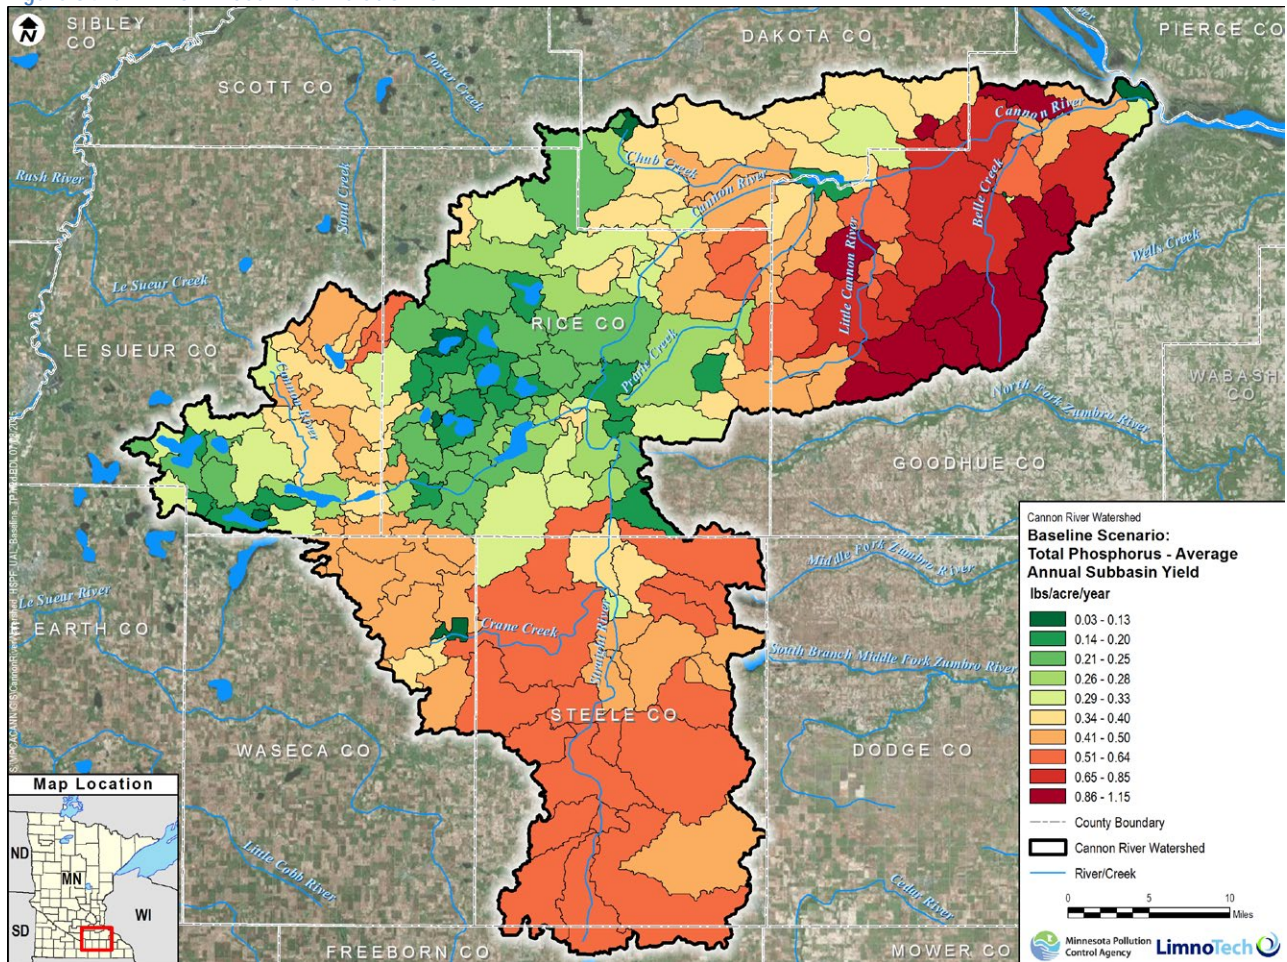 N
SIBLEY
CO
SCOTT CO
DAKOTA CO
PIERCE CO
Porter Creek
Sand Creek
Rush River
Chub Creek
Cannon River
Cannon River
Belle Creek
Little Cannon River
Wells Creek
Le Sueur Creek
LE SUEUR CO
RICE CO
Prairie Creek
Cannon River
WABASH
CO
North Fork Zumbro River
GOODHUE CO
Middle Fork Zumbro River
Le Sueur River
EARTH CO
Crane Creek
Straight River
South Branch Middle Fork Zumbro River
STEELE CO
WASECA CO
DODGE CO
Little Cobb River
Cedar River
FREEBORN CO
MOWER CO
Cannon River Watershed
Baseline Scenario:
Total Phosphorus - Average
Annual Subbasin Yield
lbs/acre/year
0.03 - 0.13
0.14 - 0.20
0.21 - 0.25
0.26 - 0.28
0.29 - 0.33
0.34 - 0.40
0.41 - 0.50
0.51 - 0.64
0.65 - 0.85
0.86 - 1.15
County Boundary
Cannon River Watershed
River/Creek
0 5 10
Miles
Minnesota Pollution
Control Agency
LimnoTech
Map Location
ND
MN
SD
WI